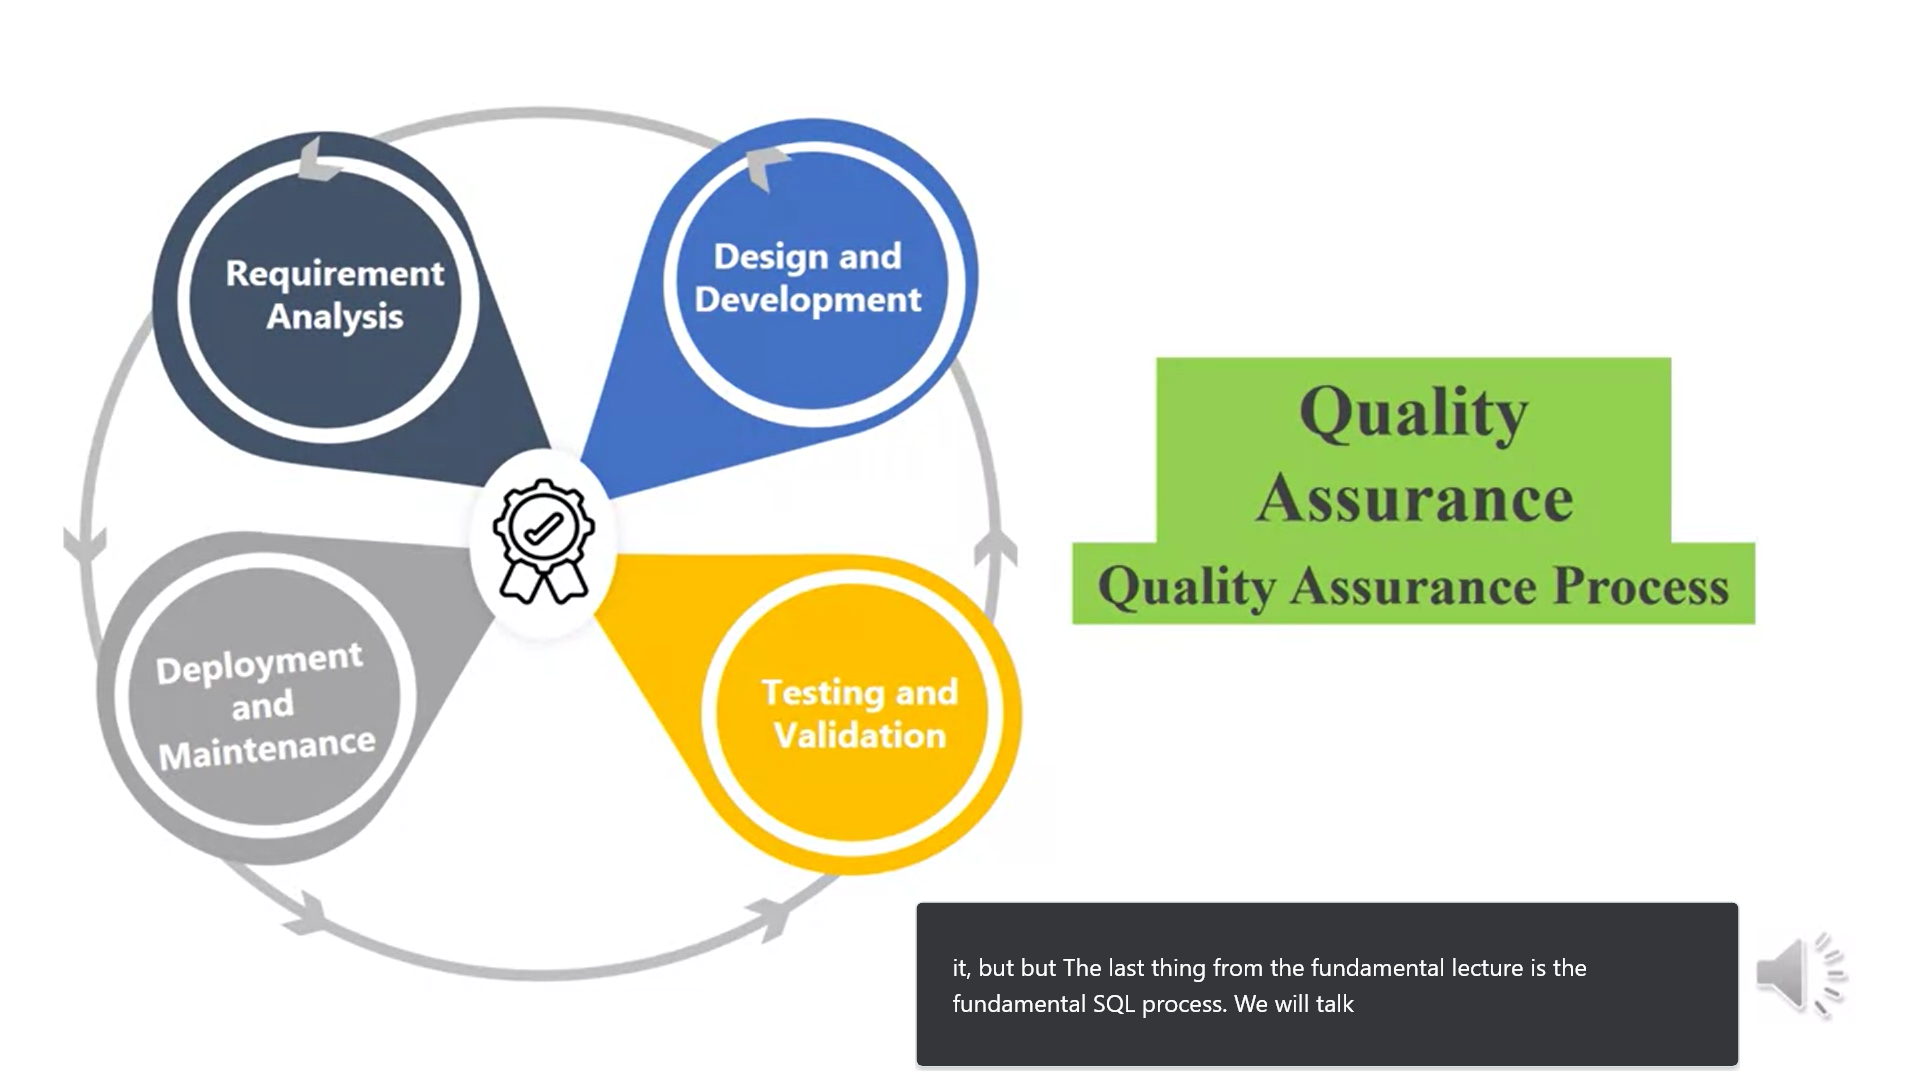 Requirement
Analysis
Design and
Development
Deployment
and
Maintenance
Testing and
Validation
Quality
Assurance
Quality Assurance Process
it, but but The last thing from the fundamental lecture is the
fundamental SQL process. We will talk